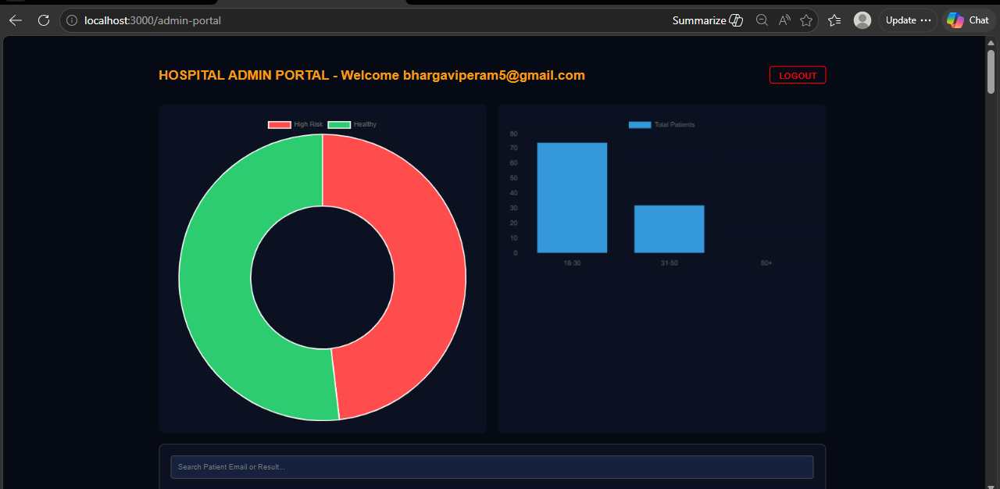 localhost:3000/admin-portal Summarize Update Chat
HOSPITAL ADMIN PORTAL - Welcome bhargaviperam5@gmail.com LOGOUT
High Risk Healthy
Total Patients
80
70
60
50
40
30
20
10
0
18-30 31-50 50+
Search Patient Email or Result...